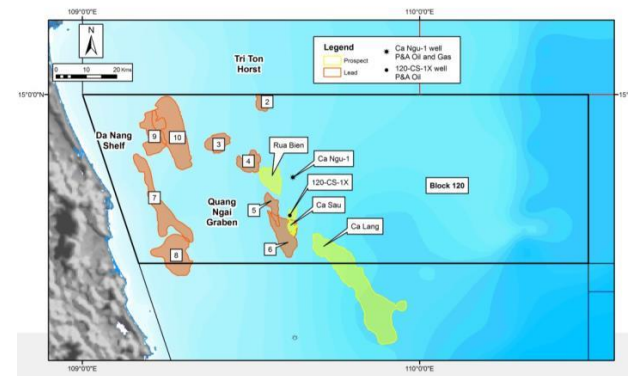 109°0'0"E
110°0'0"E
N
0 10 20 Kms
Tri Ton
Horst
Legend
Prospect
Lead
Ca Ngu-1 well
P&A Oil and Gas
120-CS-1X well
P&A Oil
15°0'0"N
15°0'0"N
2
Da Nang
Shelf
9
10
3
4
Rua Bien
Ca Ngu-1
120-CS-1X
Block 120
7
Quang
Ngai
Graben
5
Ca Sau
Ca Lang
6
8
109°0'0"E
110°0'0"E